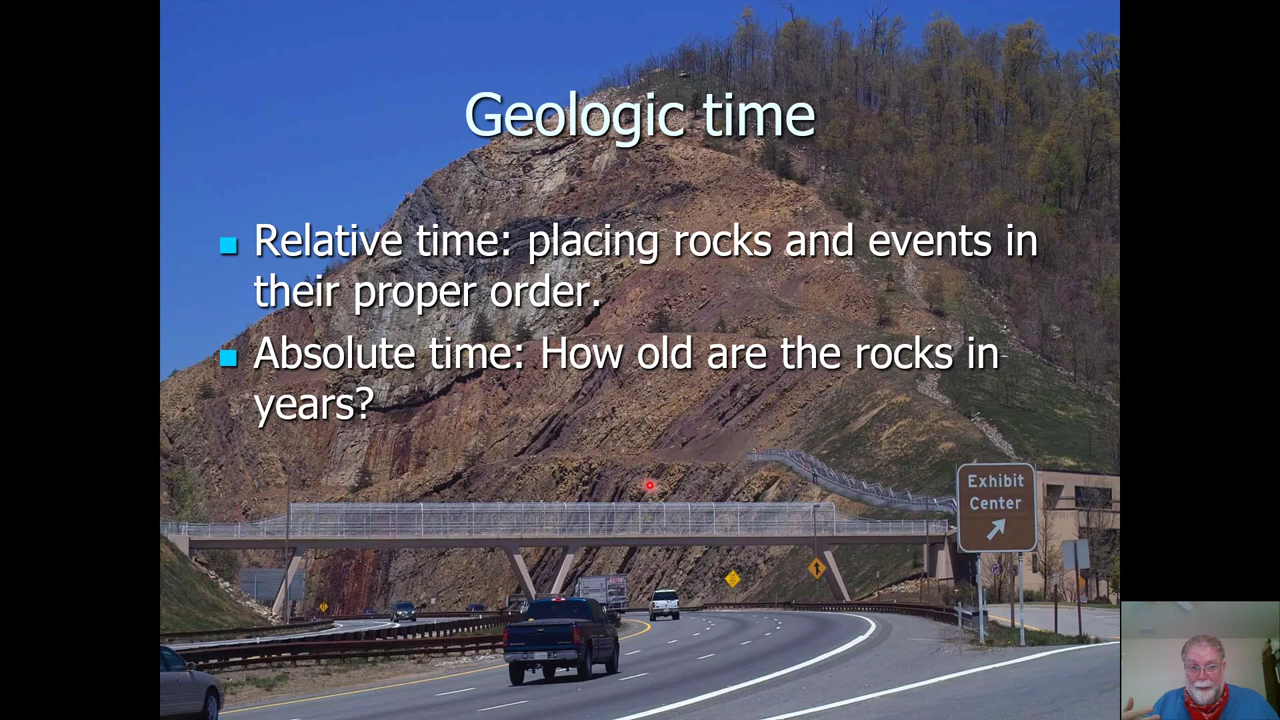 Geologic time
Relative time: placing rocks and events in
their proper order.
Absolute time: How old are the rocks in
years?
Exhibit
Center